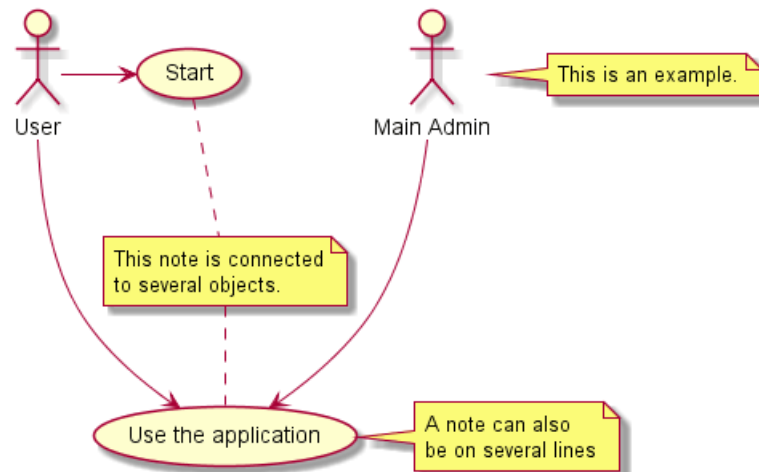 Start
This is an example.
User
Main Admin
This note is connected
to several objects.
Use the application
A note can also
be on several lines